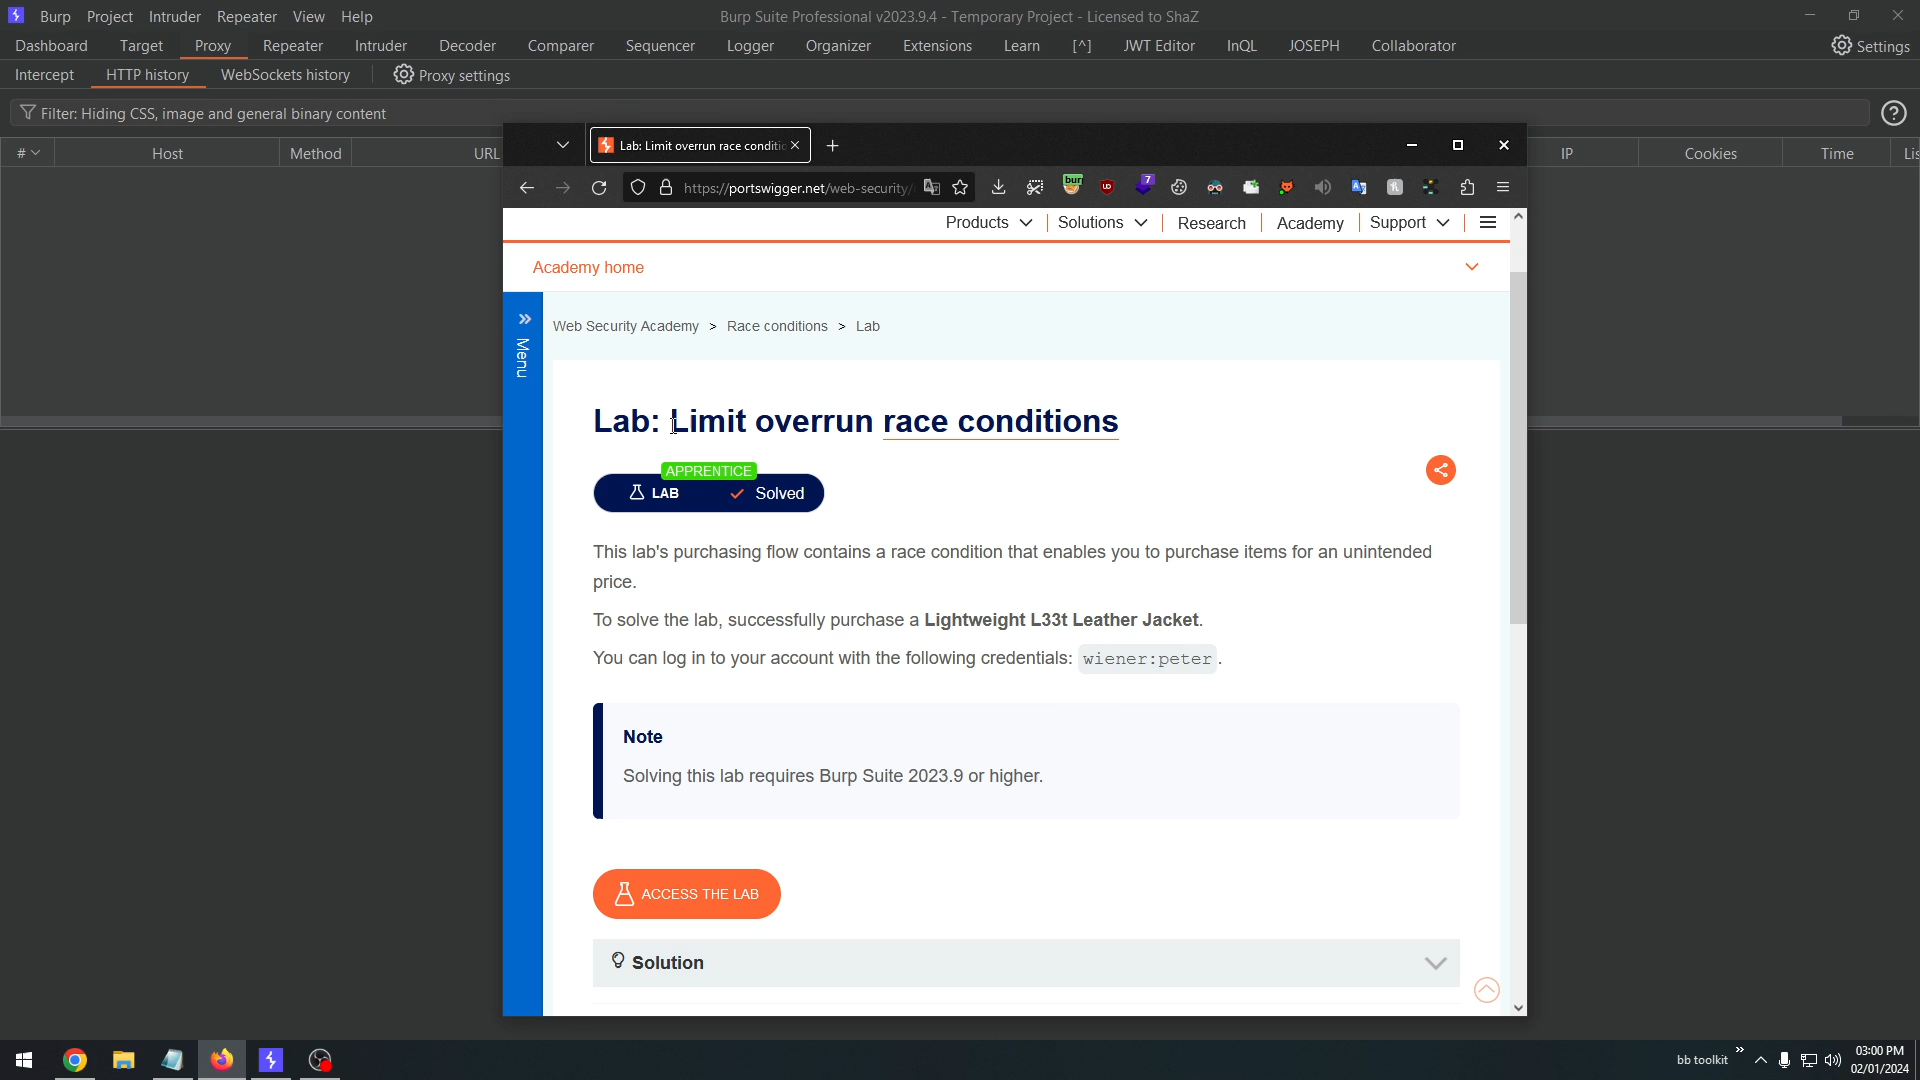 Burp Project Intruder Repeater View Help
Burp Suite Professional v2023.9.4 - Temporary Project - Licensed to ShaZ
Dashboard Target Proxy Repeater Intruder Decoder Comparer Sequencer Logger Organizer Extensions Learn [^] JWT Editor InQL JOSEPH Collaborator Settings
Intercept HTTP history WebSockets history Proxy settings
Filter: Hiding CSS, image and general binary content
?
# Host Method URL IP Cookies Time Lis
Lab: Limit overrun race conditic
https://portswigger.net/web-security/
7
Products Solutions Research Academy Support
Academy home
Menu
Web Security Academy > Race conditions > Lab
Lab: Limit overrun race conditions
APPRENTICE
LAB Solved
This lab's purchasing flow contains a race condition that enables you to purchase items for an unintended
price.
To solve the lab, successfully purchase a Lightweight L33t Leather Jacket.
You can log in to your account with the following credentials: wiener:peter.
Note
Solving this lab requires Burp Suite 2023.9 or higher.
ACCESS THE LAB
Solution
bb toolkit
03:00 PM
02/01/2024